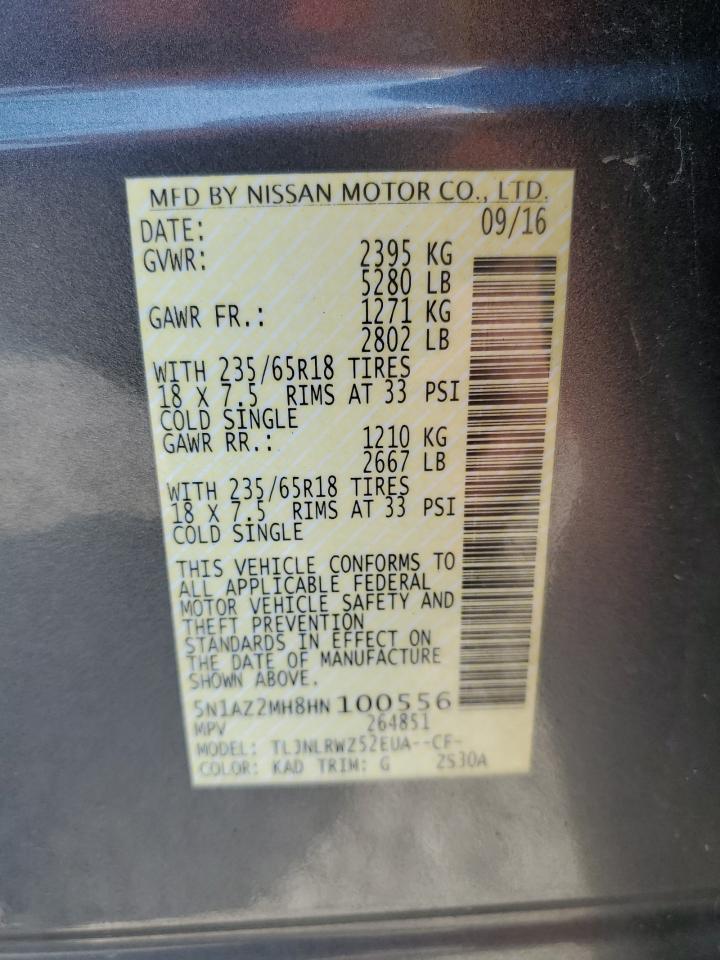 MFD BY NISSAN MOTOR CO., LTD.
DATE: 09/16
GVWR: 2395 KG
5280 LB
GAWR FR.: 1271 KG
2802 LB
WITH 235/65R18 TIRES
18 X 7.5 RIMS AT 33 PSI
COLD SINGLE
GAWR RR.: 1210 KG
2667 LB
WITH 235/65R18 TIRES
18 X 7.5 RIMS AT 33 PSI
COLD SINGLE
THIS VEHICLE CONFORMS TO
ALL APPLICABLE FEDERAL
MOTOR VEHICLE SAFETY AND
THEFT PREVENTION
STANDARDS IN EFFECT ON
THE DATE OF MANUFACTURE
SHOWN ABOVE.
5N1AZ2MH8HN100556
MPV 264851
MODEL: TLJNLRWZ52EUA--CF-
COLOR: KAD TRIM: G 2S30A